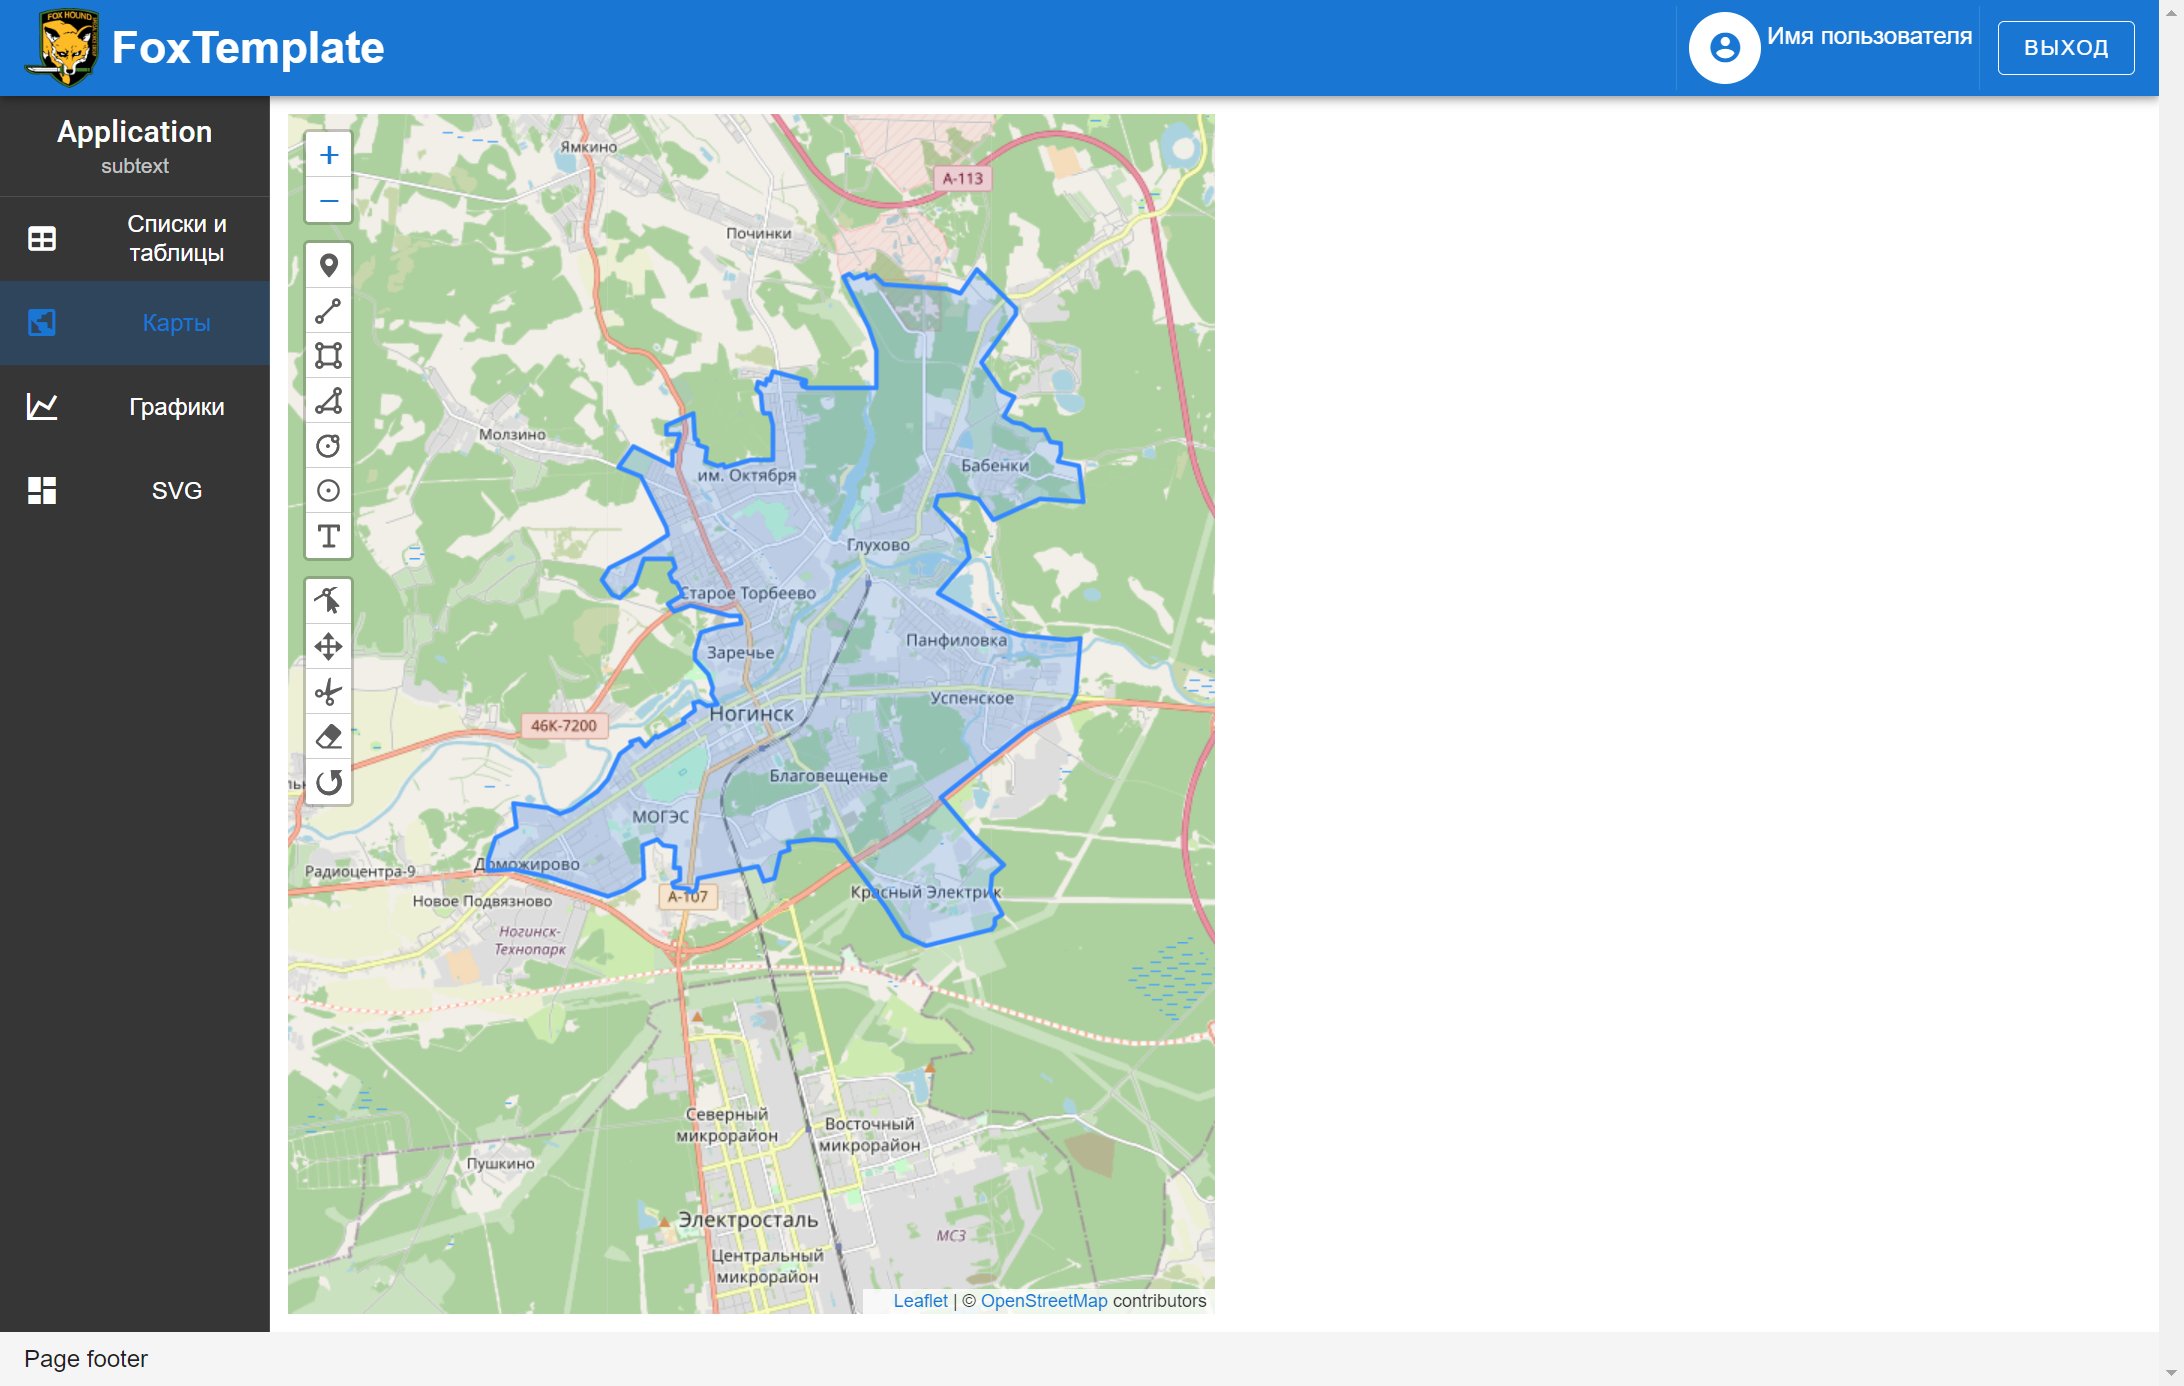 FOX HOUND
FoxTemplate
Имя пользователя
ВЫХОД
Application
subtext
Списки и
таблицы
Карты
Графики
SVG
+
−
Ямкино
А-113
Починки
Молзино
им. Октября
Бабенки
Глухово
Старое Торбеево
Панфиловка
Заречье
Успенское
Ногинск
46К-7200
Благовещенье
МОГЭС
Доможирово
Радиоцентра-9
Красный Электрик
А-107
Новое Подвязново
Ногинск-
Технопарк
Северный
микрорайон
Восточный
микрорайон
Пушкино
Электросталь
МСЗ
Центральный
микрорайон
Leaflet | © OpenStreetMap contributors
Page footer